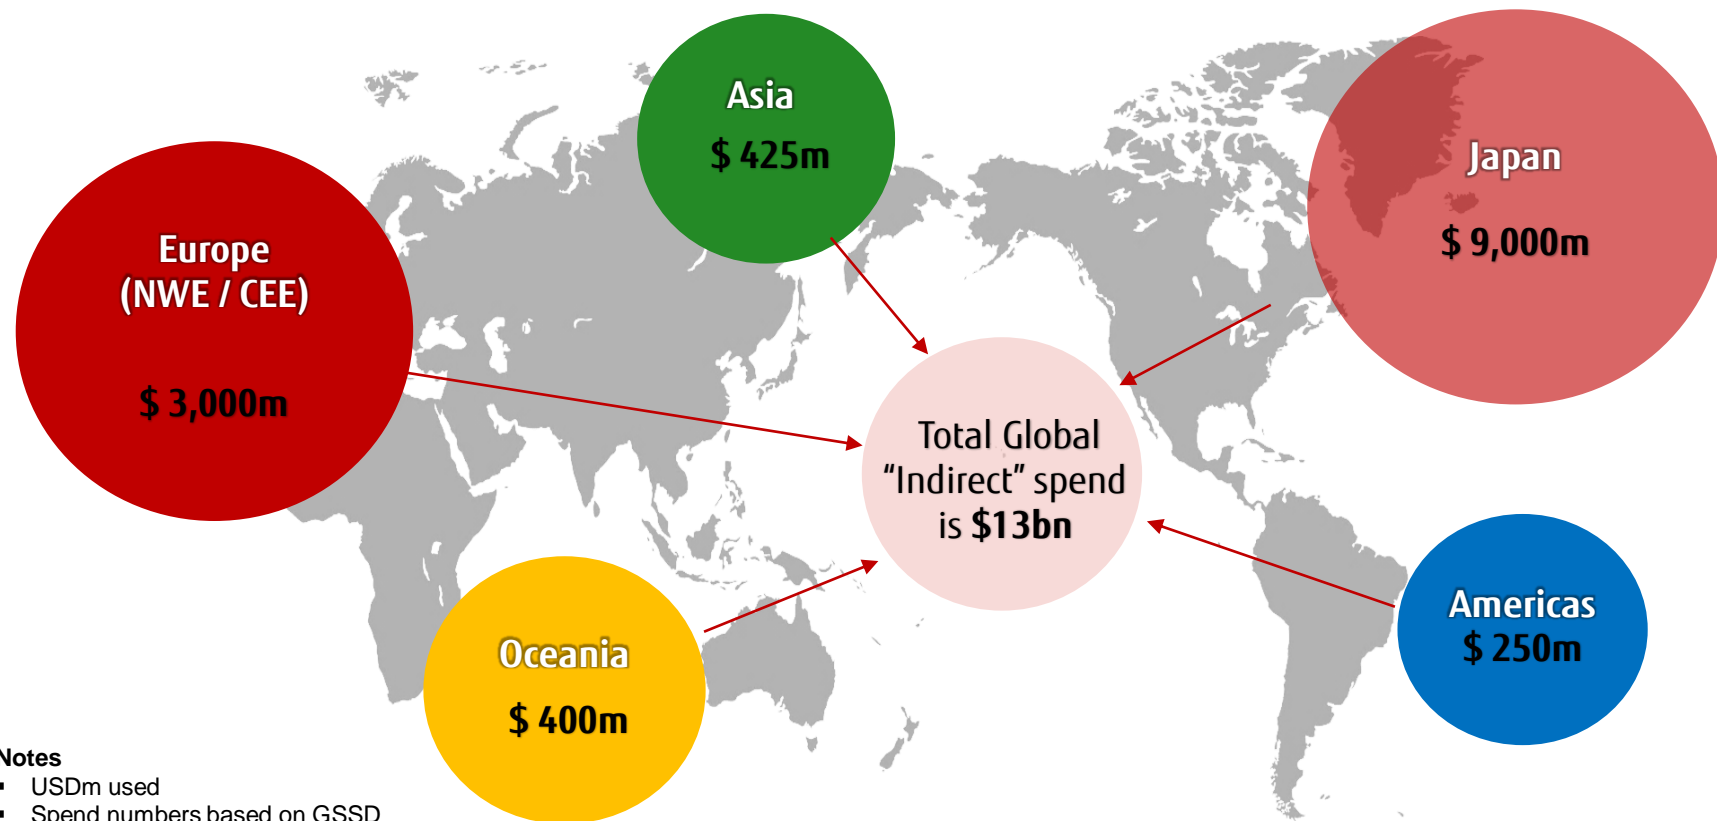 Asia
$ 425m
Japan
$ 9,000m
Europe
(NWE / CEE)
$ 3,000m
Total Global
“Indirect” spend
is $13bn
Americas
$ 250m
Oceania
$ 400m
Notes
▪ USDm used
▪ Spend numbers based on GSSD